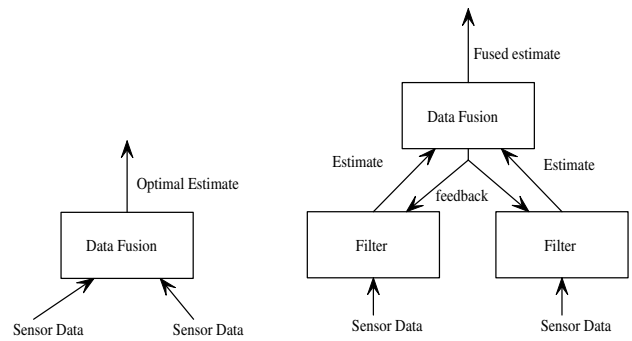 Optimal Estimate
Data Fusion
Sensor Data
Sensor Data
Fused estimate
Data Fusion
Estimate
Estimate
feedback
Filter
Filter
Sensor Data
Sensor Data